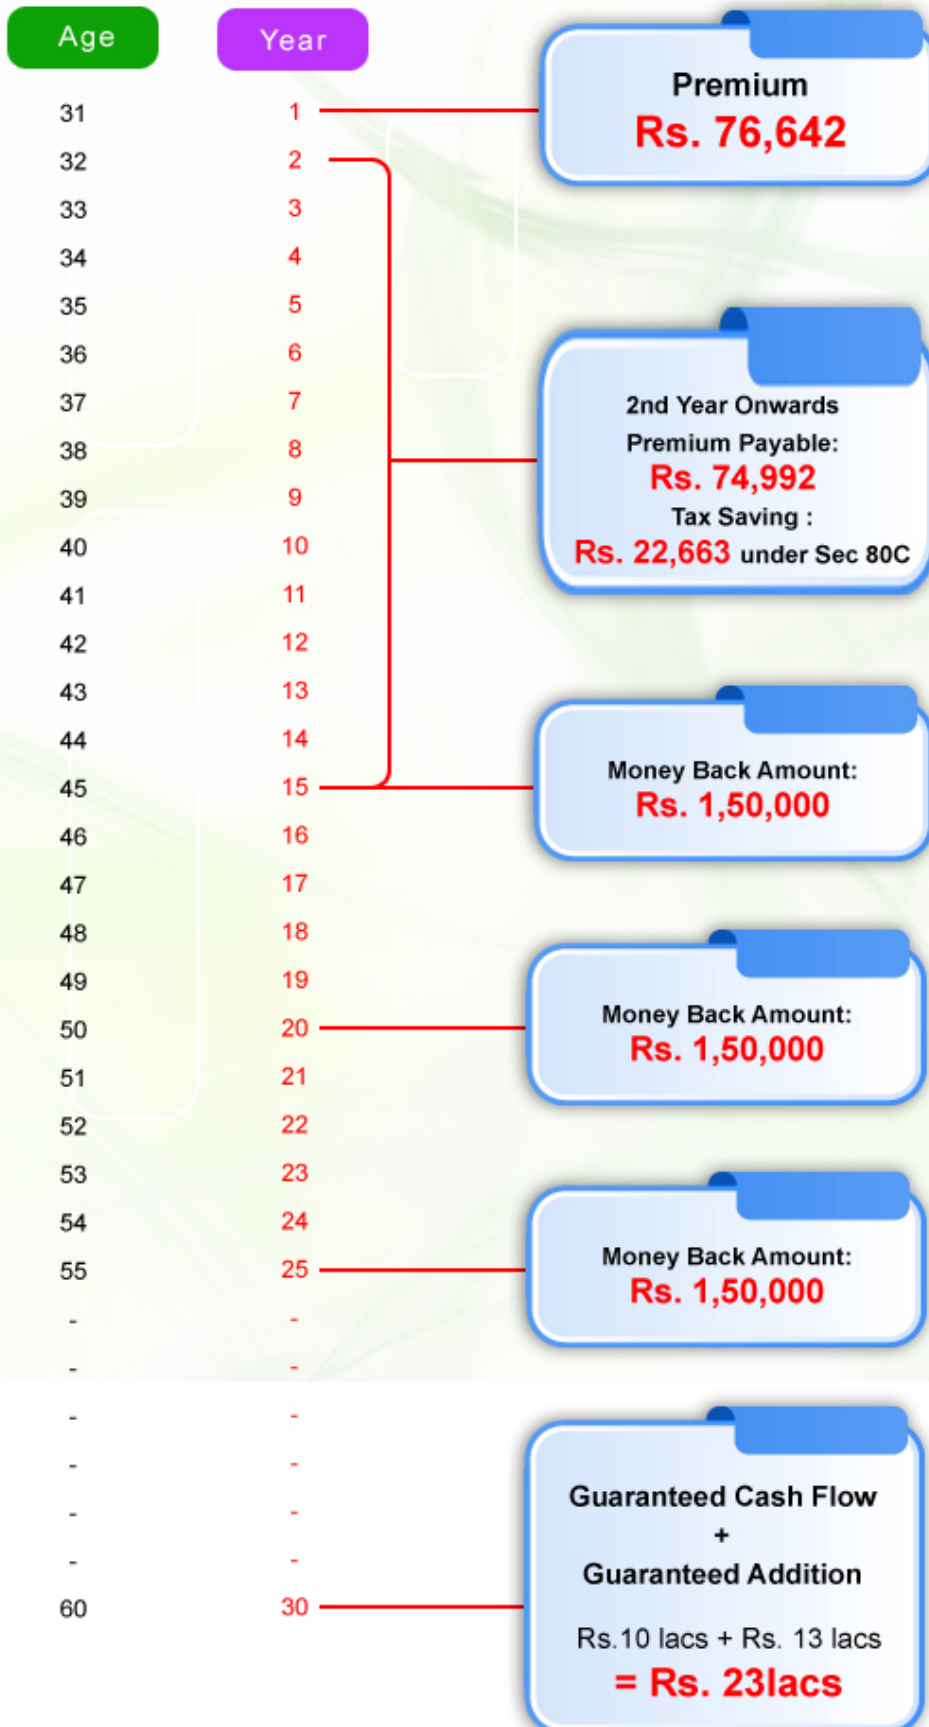 Age Year
31 1
32 2
33 3
34 4
35 5
36 6
37 7
38 8
39 9
40 10
41 11
42 12
43 13
44 14
45 15
46 16
47 17
48 18
49 19
50 20
51 21
52 22
53 23
54 24
55 25
- -
- -
- -
- -
- -
- -
60 30
Premium
Rs. 76,642
2nd Year Onwards
Premium Payable:
Rs. 74,992
Tax Saving :
Rs. 22,663 under Sec 80C
Money Back Amount:
Rs. 1,50,000
Money Back Amount:
Rs. 1,50,000
Money Back Amount:
Rs. 1,50,000
Guaranteed Cash Flow
+
Guaranteed Addition
Rs.10 lacs + Rs. 13 lacs
= Rs. 23lacs